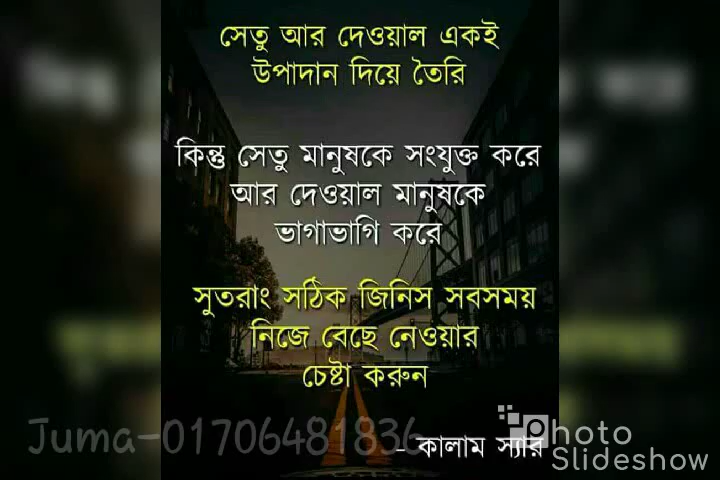 সেতু আর দেওয়াল একই
উপাদান দিয়ে তৈরি
কিন্তু সেতু মানুষকে সংযুক্ত করে
আর দেওয়াল মানুষকে
ভাগাভাগি করে
সুতরাং সঠিক জিনিস সবসময়
নিজে বেছে নেওয়ার
চেষ্টা করুন
- কালাম স্যার
Juma-01706481836
Photo
Slideshow